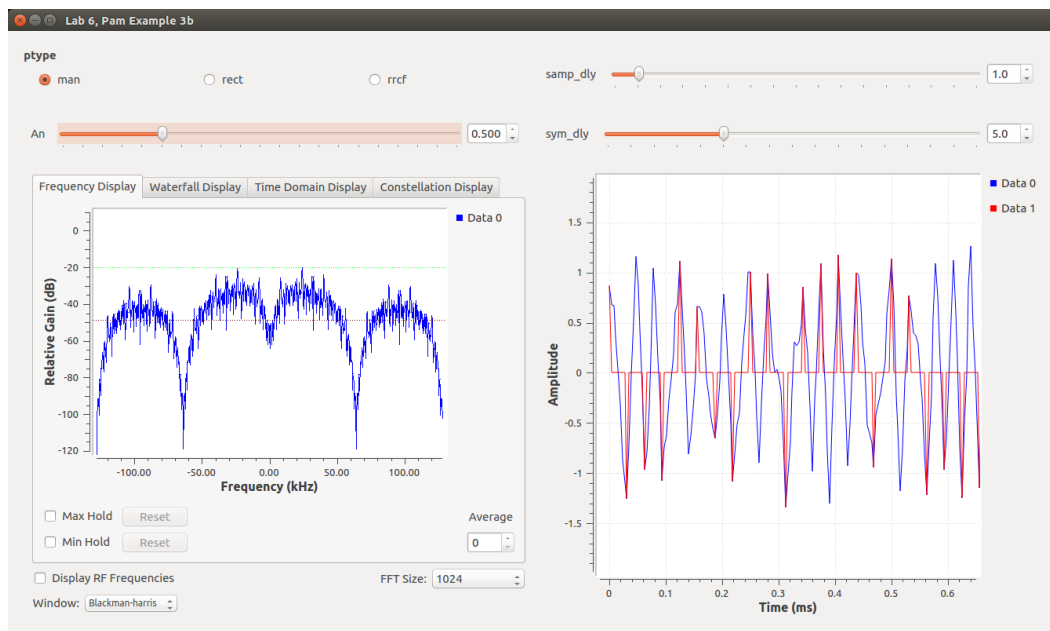 Lab 6, Pam Example 3b
ptype
man rect rrcf
samp_dly 1.0
An 0.500
sym_dly 5.0
Frequency Display Waterfall Display Time Domain Display Constellation Display
Data 0
Relative Gain (dB)
0
-20
-40
-60
-80
-100
-120
-100.00 -50.00 0.00 50.00 100.00
Frequency (kHz)
Max Hold Reset
Average
Min Hold Reset
0
Display RF Frequencies
FFT Size: 1024
Window: Blackman-harris
Data 0
Data 1
Amplitude
1.5
1
0.5
0
-0.5
-1
-1.5
0 0.1 0.2 0.3 0.4 0.5 0.6
Time (ms)